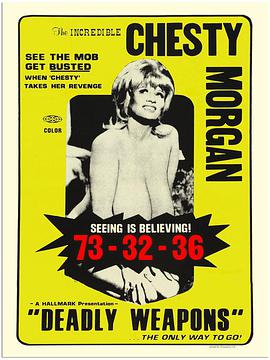 The INCREDIBLE
CHESTY
MORGAN
SEE THE MOB
GET BUSTED
WHEN 'CHESTY'
TAKES HER REVENGE
COLOR
SEEING IS BELIEVING!
73-32-36
- A HALLMARK Presentation -
"DEADLY WEAPONS"
...THE ONLY WAY TO GO!